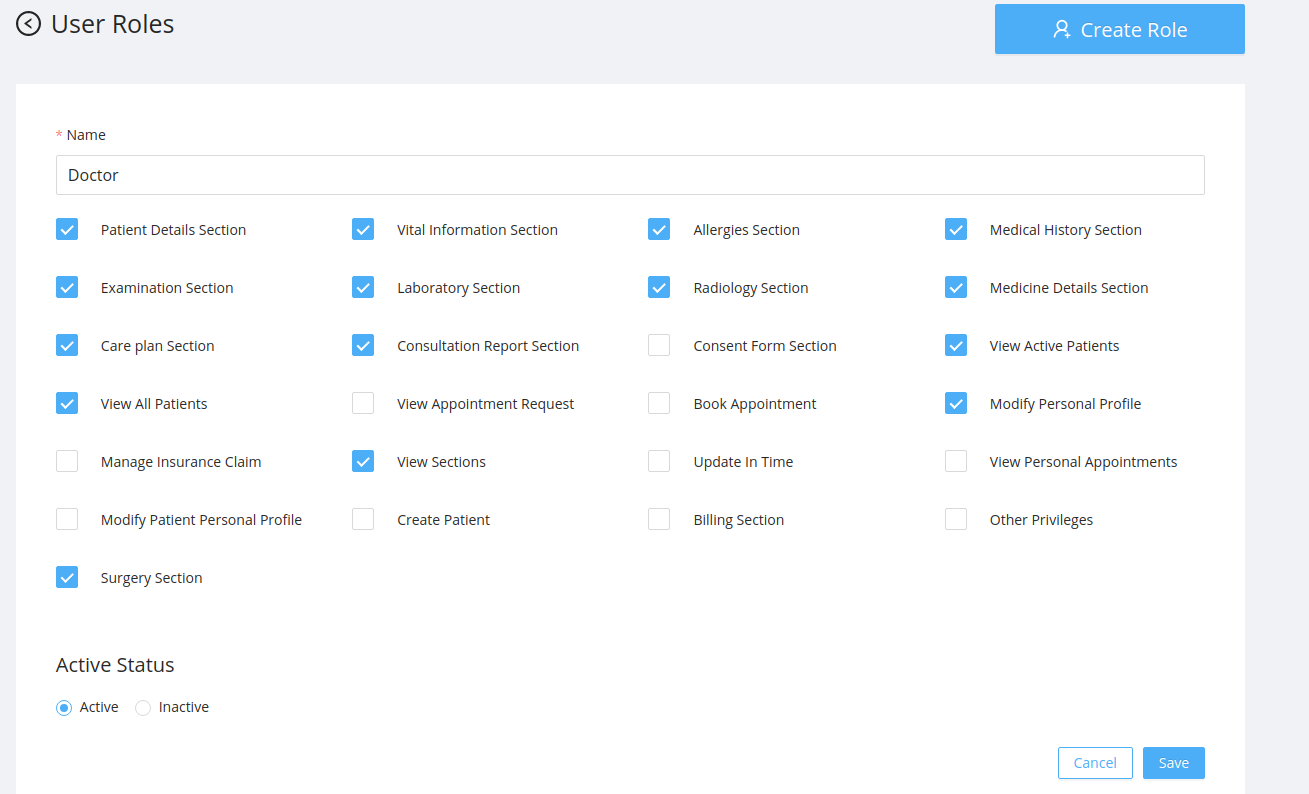 User Roles
Create Role
* Name
Doctor
Patient Details Section Vital Information Section Allergies Section Medical History Section
Examination Section Laboratory Section Radiology Section Medicine Details Section
Care plan Section Consultation Report Section Consent Form Section View Active Patients
View All Patients View Appointment Request Book Appointment Modify Personal Profile
Manage Insurance Claim View Sections Update In Time View Personal Appointments
Modify Patient Personal Profile Create Patient Billing Section Other Privileges
Surgery Section
Active Status
Active Inactive
Cancel Save